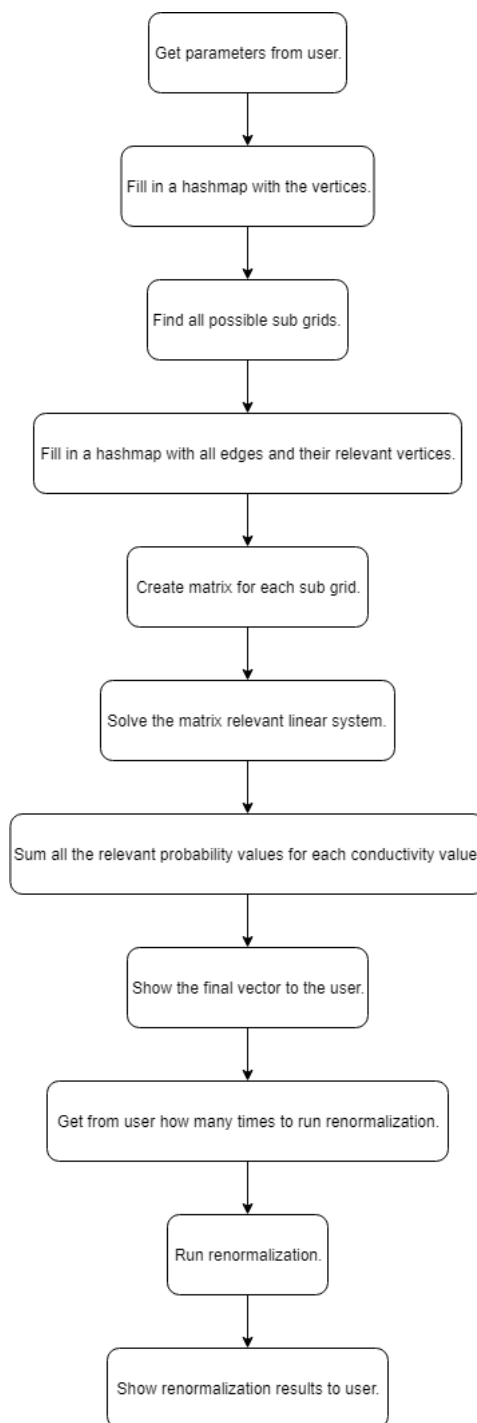 Get parameters from user.
Fill in a hashmap with the vertices.
Find all possible sub grids.
Fill in a hashmap with all edges and their relevant vertices.
Create matrix for each sub grid.
Solve the matrix relevant linear system.
Sum all the relevant probability values for each conductivity value
Show the final vector to the user.
Get from user how many times to run renormalization.
Run renormalization.
Show renormalization results to user.